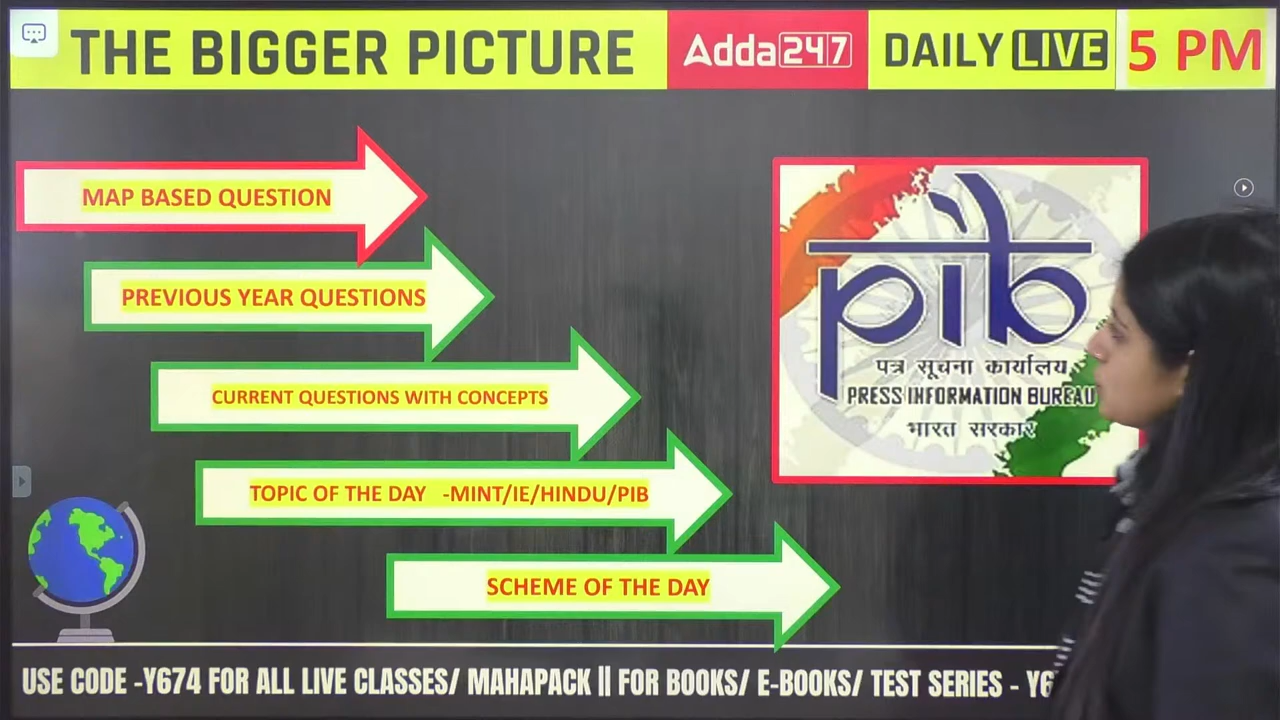 THE BIGGER PICTURE
Adda247
DAILY LIVE
5 PM
MAP BASED QUESTION
PREVIOUS YEAR QUESTIONS
CURRENT QUESTIONS WITH CONCEPTS
TOPIC OF THE DAY -MINT/IE/HINDU/PIB
SCHEME OF THE DAY
pib
पत्र सूचना कार्यालय
PRESS INFORMATION BUREAU
भारत सरकार
USE CODE -Y674 FOR ALL LIVE CLASSES/ MAHAPACK || FOR BOOKS/ E-BOOKS/ TEST SERIES -